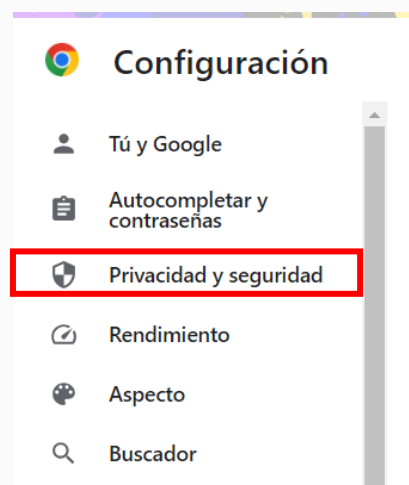 Configuración
Tú y Google
Autocompletar y
contraseñas
Privacidad y seguridad
Rendimiento
Aspecto
Buscador